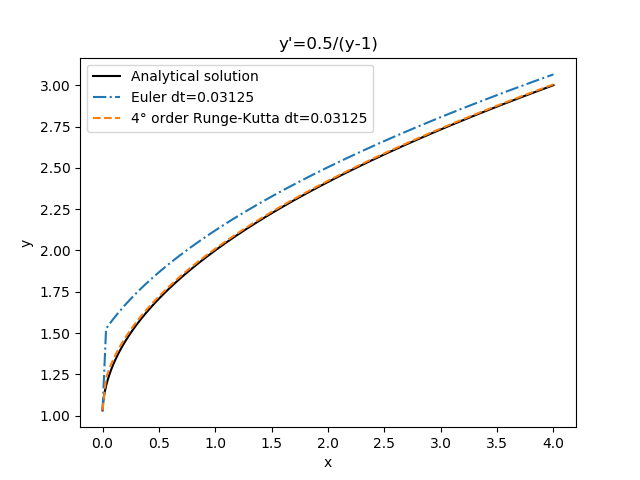 y'=0.5/(y-1)
Analytical solution
Euler dt=0.03125
4° order Runge-Kutta dt=0.03125
3.00
2.75
2.50
2.25
2.00
1.75
1.50
1.25
1.00
y
0.0 0.5 1.0 1.5 2.0 2.5 3.0 3.5 4.0
x